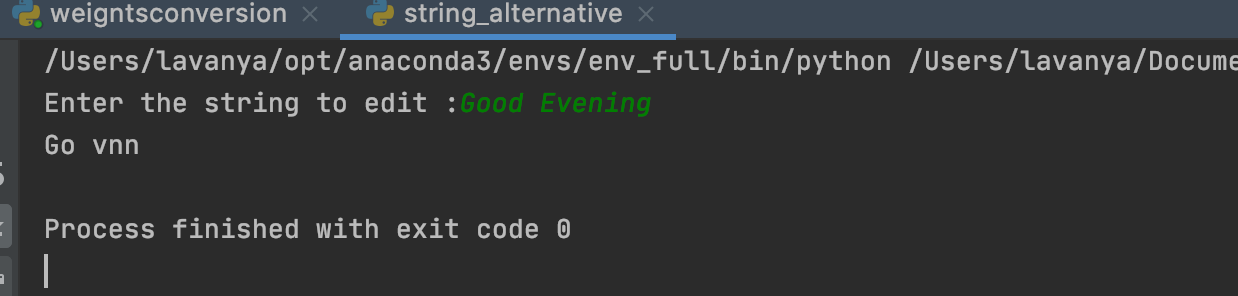 weigntsconversion string_alternative
/Users/lavanya/opt/anaconda3/envs/env_full/bin/python /Users/lavanya/Docume
Enter the string to edit :Good Evening
Go vnn
Process finished with exit code 0